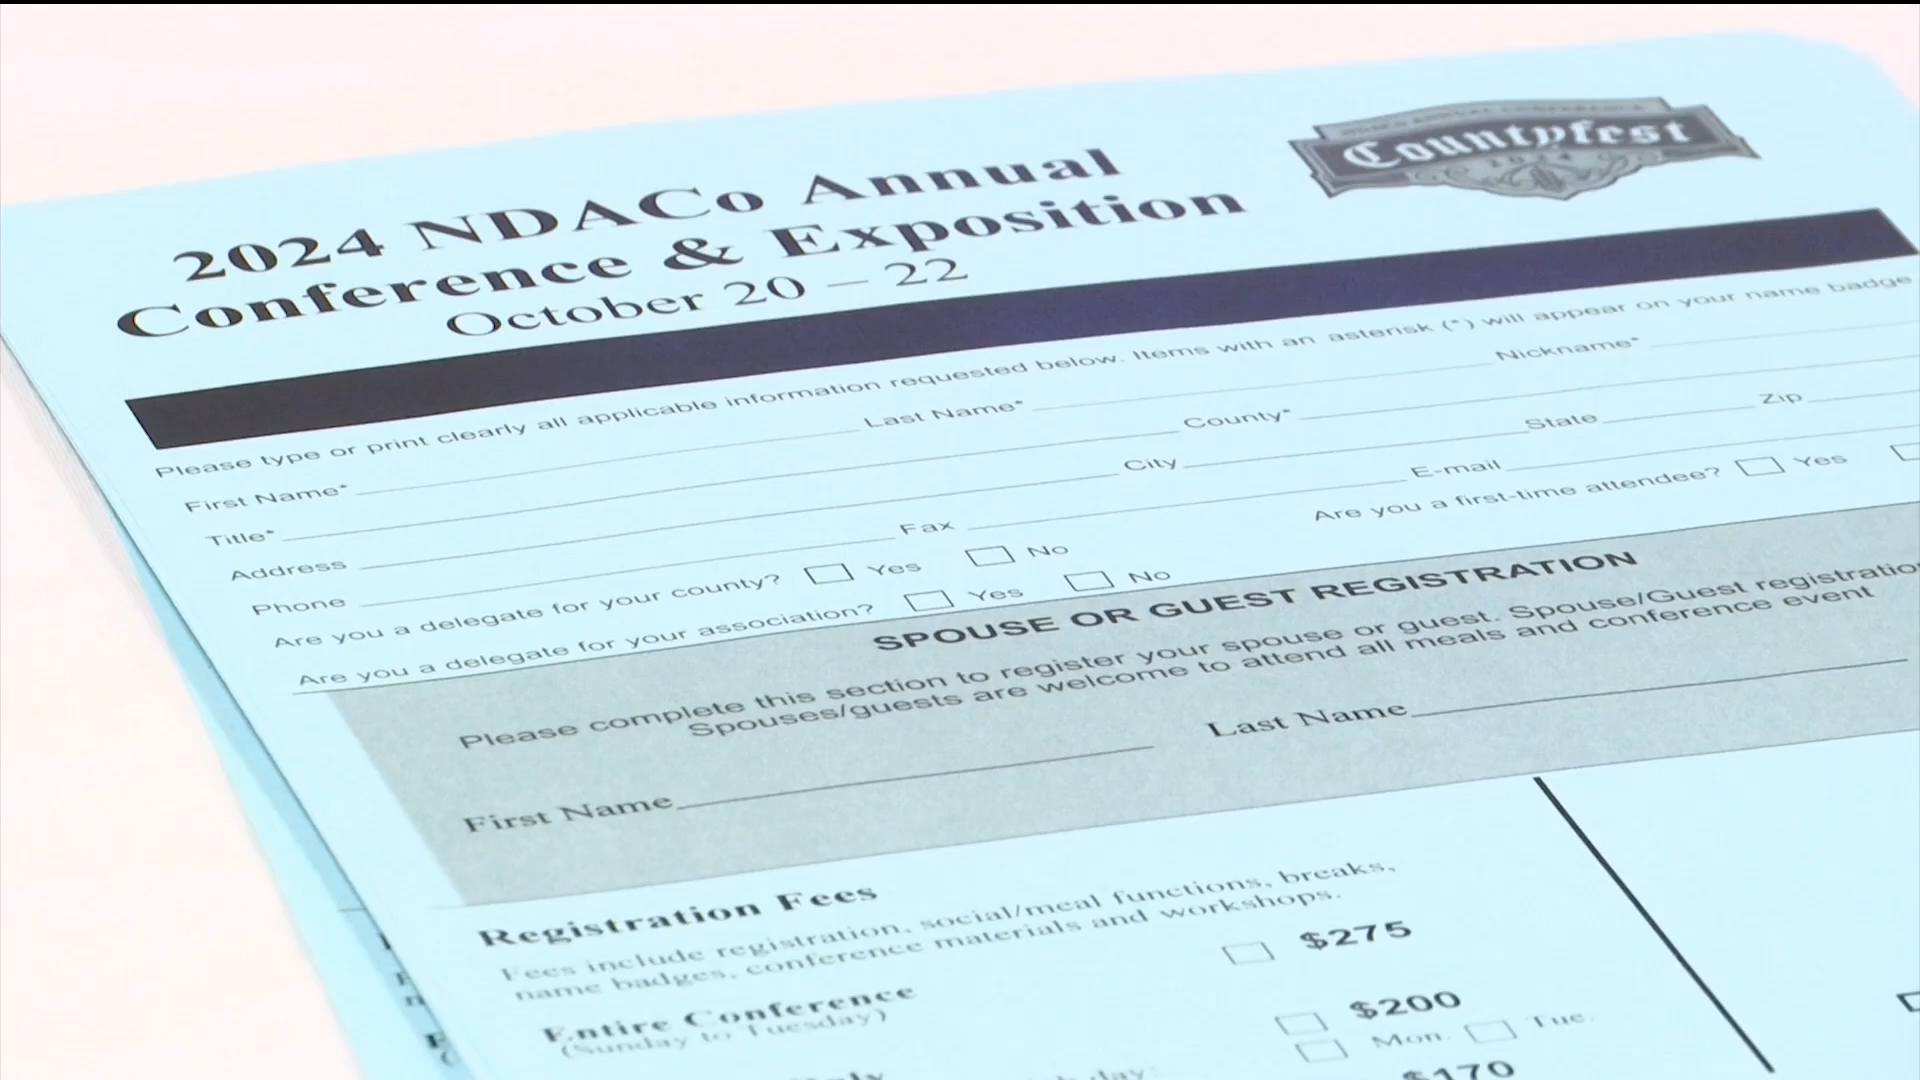 Countyfest
2024
2024 NDACo Annual
Conference & Exposition
October 20 – 22
Please type or print clearly all applicable information requested below. Items with an asterisk (*) will appear on your name badge
First Name* Last Name* Nickname*
Title* County*
Address City State Zip
Phone Fax E-mail
Are you a delegate for your county? Yes No Are you a first-time attendee? Yes
Are you a delegate for your association? Yes No
SPOUSE OR GUEST REGISTRATION
Please complete this section to register your spouse or guest. Spouse/Guest registration
Spouses/guests are welcome to attend all meals and conference event
First Name Last Name
Registration Fees
Fees include registration, social/meal functions, breaks,
name badges, conference materials and workshops.
Entire Conference $275
(Sunday to Tuesday)
$200
Mon. Tue.
$170